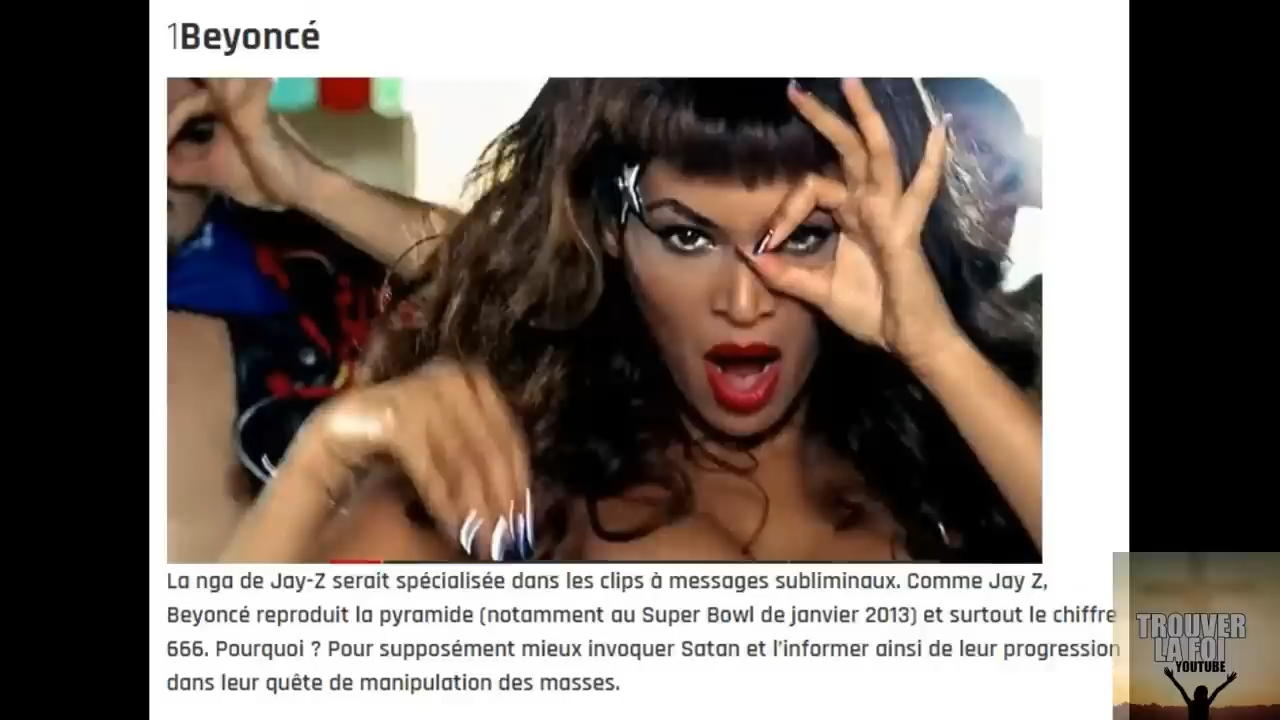 1Beyoncé
La nga de Jay-Z serait spécialisée dans les clips à messages subliminaux. Comme Jay Z,
Beyoncé reproduit la pyramide (notamment au Super Bowl de janvier 2013) et surtout le chiffre
666. Pourquoi ? Pour supposément mieux invoquer Satan et l'informer ainsi de leur progression
dans leur quête de manipulation des masses.
TROUVER
LA FOI
YOUTUBE